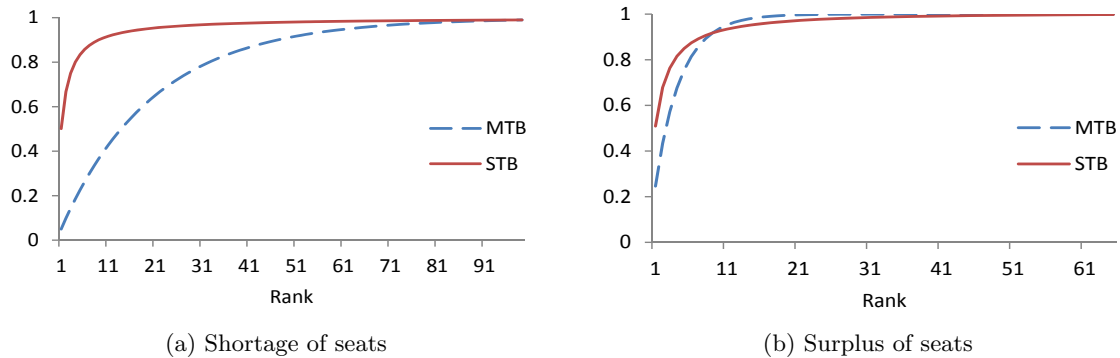 1
0.8
0.6
0.4
0.2
0
MTB
STB
1 11 21 31 41 51 61 71 81 91
Rank
(a) Shortage of seats
1
0.8
0.6
0.4
0.2
0
MTB
STB
1 11 21 31 41 51 61
Rank
(b) Surplus of seats